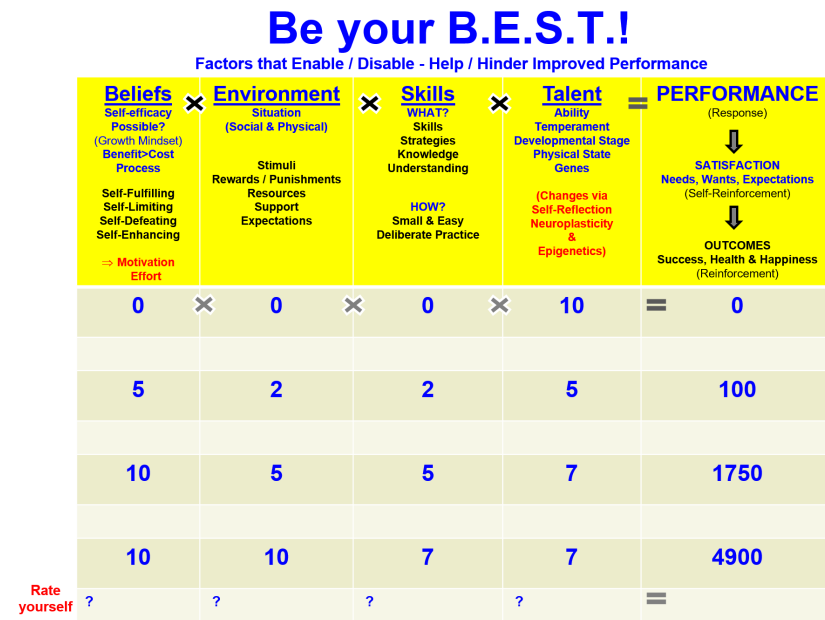 Be your B.E.S.T.!
Factors that Enable / Disable - Help / Hinder Improved Performance
Beliefs × Environment × Skills × Talent = PERFORMANCE
Self-efficacy
Possible?
(Growth Mindset)
Benefit>Cost
Process
Self-Fulfilling
Self-Limiting
Self-Defeating
Self-Enhancing
⇒ Motivation
Effort
Situation
(Social & Physical)
Stimuli
Rewards / Punishments
Resources
Support
Expectations
WHAT?
Skills
Strategies
Knowledge
Understanding
HOW?
Small & Easy
Deliberate Practice
Ability
Temperament
Developmental Stage
Physical State
Genes
(Changes via
Self-Reflection
Neuroplasticity
&
Epigenetics)
(Response)
SATISFACTION
Needs, Wants, Expectations
(Self-Reinforcement)
OUTCOMES
Success, Health & Happiness
(Reinforcement)
0 × 0 × 0 × 10 = 0
5 2 2 5 100
10 5 5 7 1750
10 10 7 7 4900
Rate
yourself
? ? ? ? =